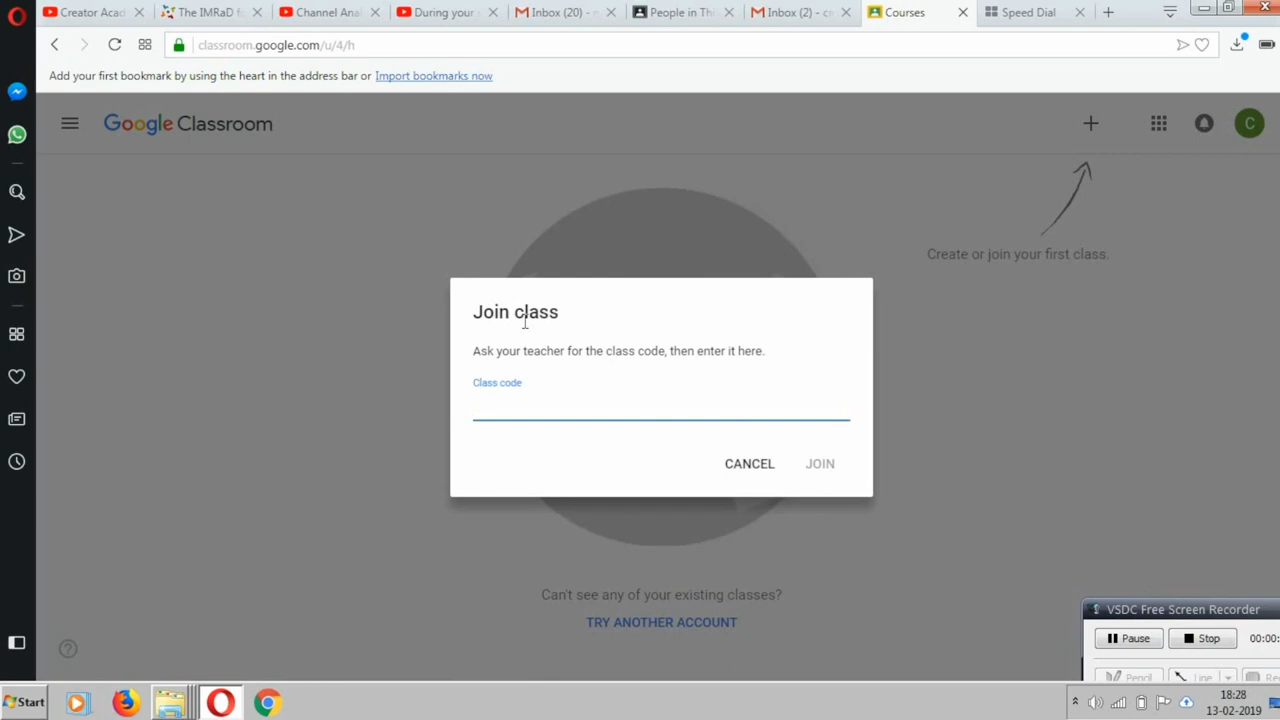 Creator Acad
The IMRaD fo
Channel Anal
During your
Inbox (20) -
People in Thi
Inbox (2) - c
Courses
Speed Dial
classroom.google.com/u/4/h
Add your first bookmark by using the heart in the address bar or Import bookmarks now
Google Classroom
C
Create or join your first class.
Join class
Ask your teacher for the class code, then enter it here.
Class code
CANCEL
JOIN
Can't see any of your existing classes?
TRY ANOTHER ACCOUNT
VSDC Free Screen Recorder
Pause
Stop
00:00:
Pencil
Line
Re
Start
18:28
13-02-2019